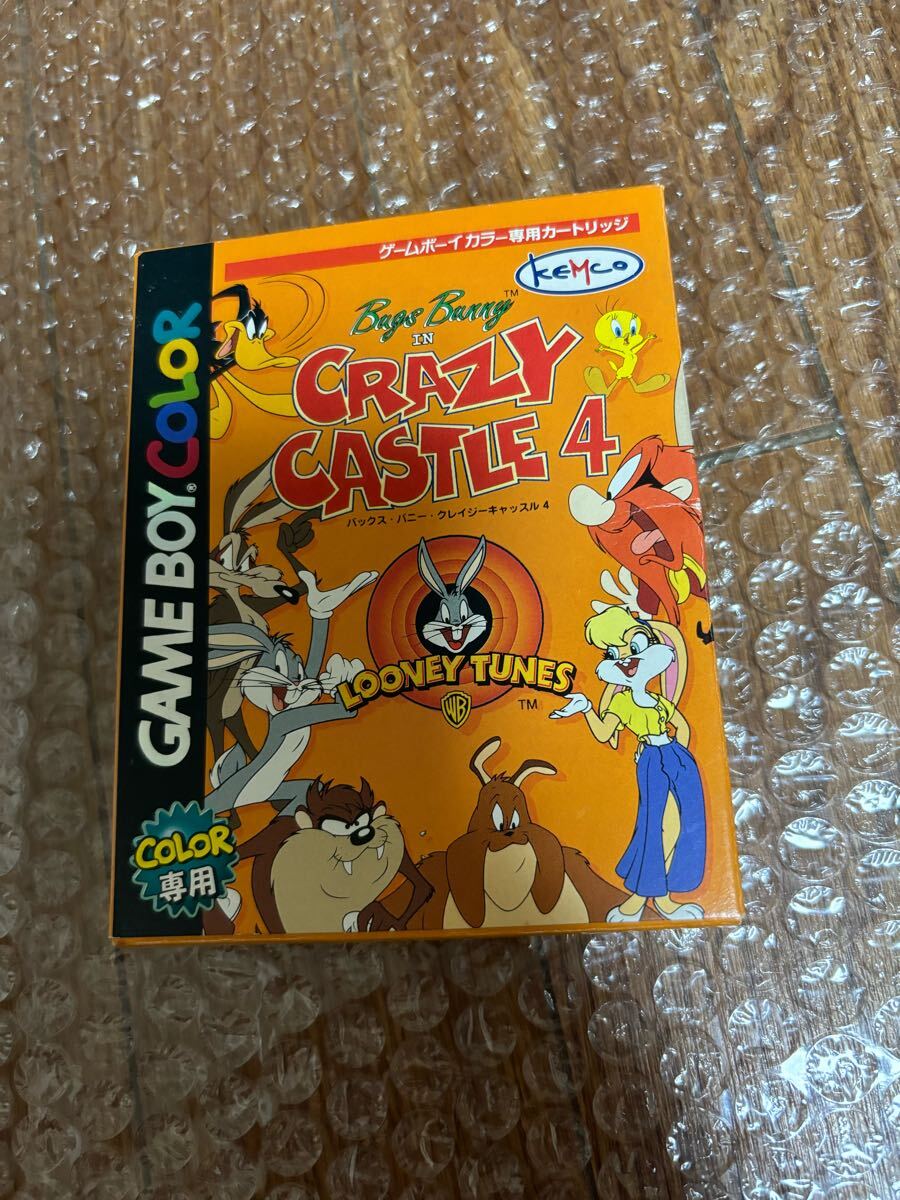 ゲームボーイカラー専用カートリッジ
KEMCO
Bugs Bunny™
IN
CRAZY
CASTLE 4
バックス・バニー・クレイジーキャッスル 4
LOONEY TUNES
WB
TM
GAME BOY® COLOR
COLOR
専用